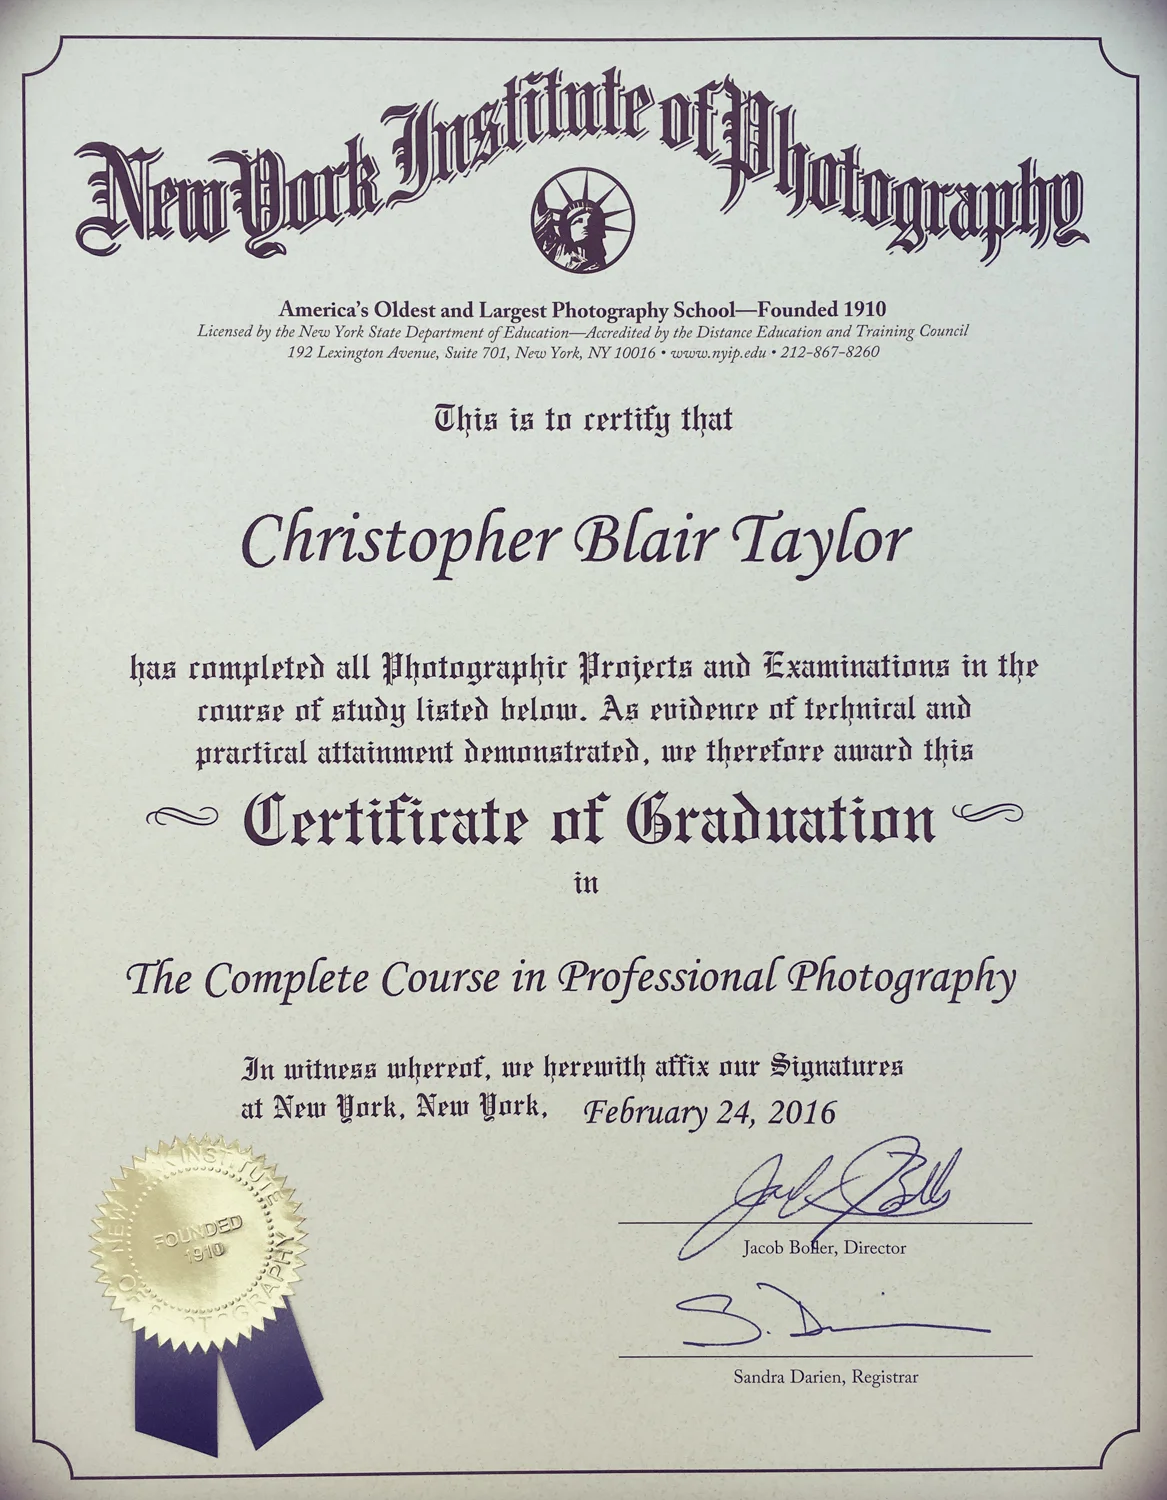 New York Institute of Photography
America's Oldest and Largest Photography School—Founded 1910
Licensed by the New York State Department of Education—Accredited by the Distance Education and Training Council
192 Lexington Avenue, Suite 701, New York, NY 10016 • www.nyip.edu • 212-867-8260
This is to certify that
Christopher Blair Taylor
has completed all Photographic Projects and Examinations in the
course of study listed below. As evidence of technical and
practical attainment demonstrated, we therefore award this
Certificate of Graduation
in
The Complete Course in Professional Photography
In witness whereof, we herewith affix our Signatures
at New York, New York, February 24, 2016
NEW YORK INSTITUTE
OF PHOTOGRAPHY
FOUNDED
1910
Jacob Boller, Director
S. D
Sandra Darien, Registrar